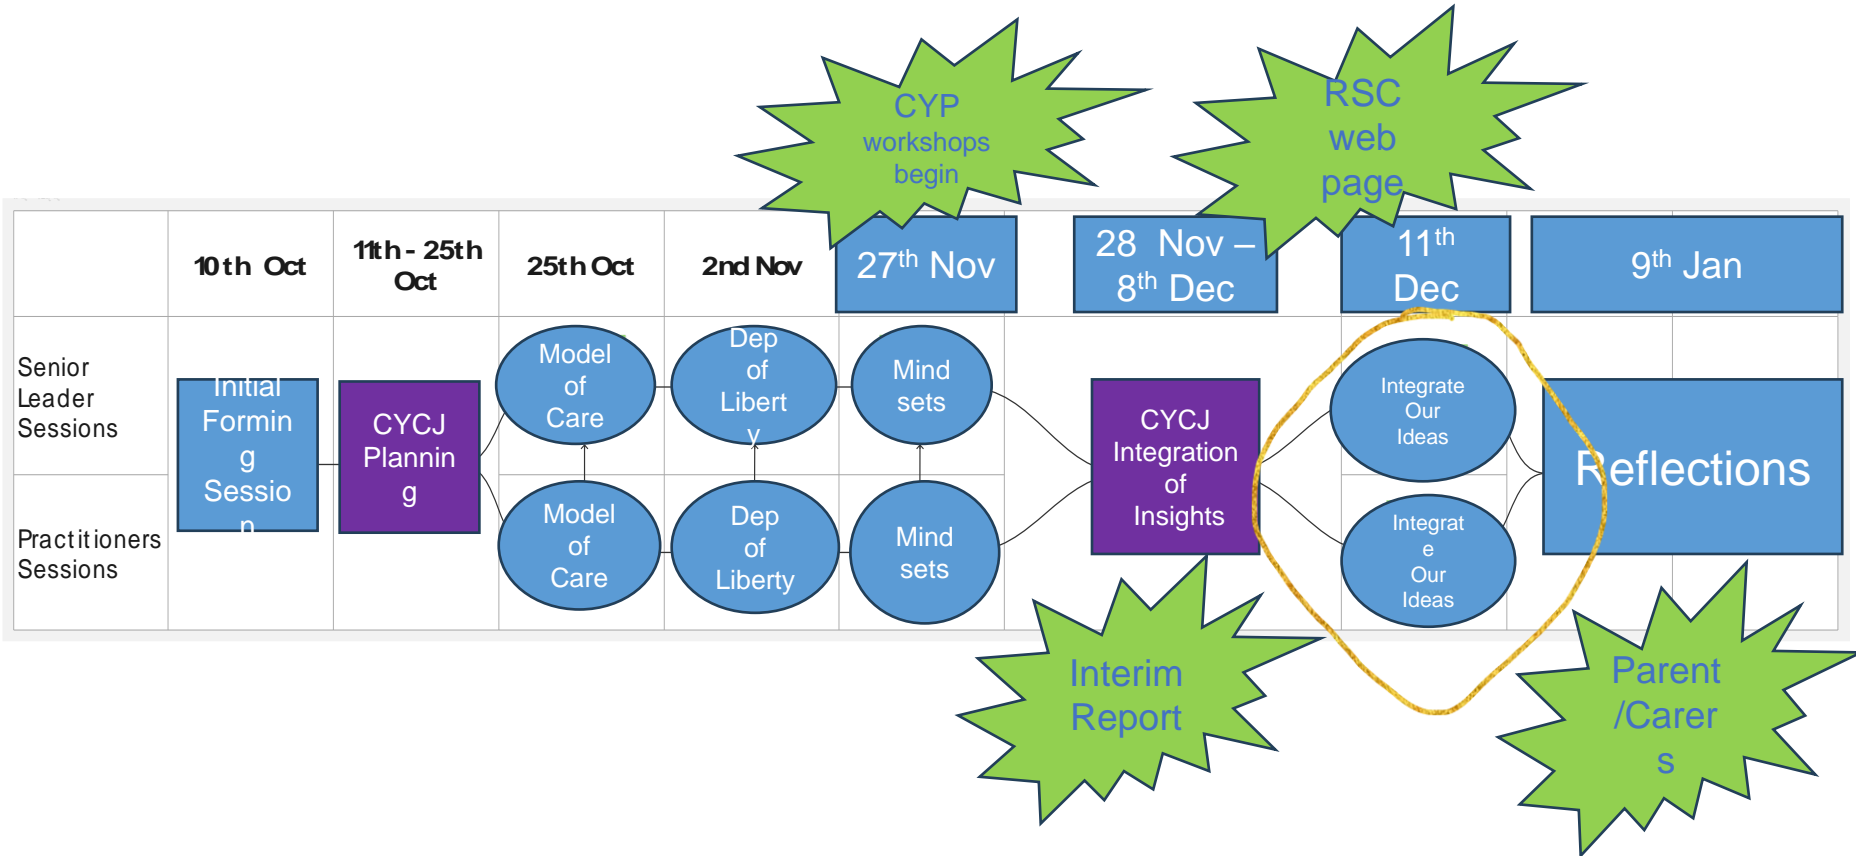 CYP
workshops
begin
RSC
web
page
10th Oct
11th - 25th
Oct
25th Oct
2nd Nov
27th Nov
28 Nov –
8th Dec
11th
Dec
9th Jan
Senior
Leader
Sessions
Initial
Formin
g
Sessio
n
CYCJ
Plannin
g
Model
of
Care
Dep
of
Libert
y
Mind
sets
CYCJ
Integration
of
Insights
Integrate
Our
Ideas
Reflections
Practitioners
Sessions
Model
of
Care
Dep
of
Liberty
Mind
sets
Integrat
e
Our
Ideas
Interim
Report
Parent
/Carer
s